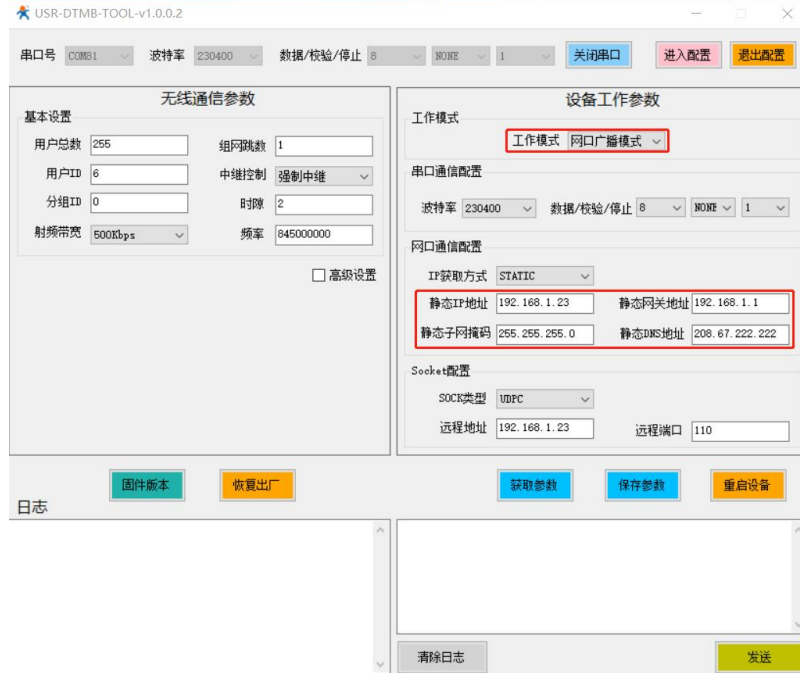 USR-DTMB-TOOL-v1.0.0.2
串口号 COM81 波特率 230400 数据/校验/停止 8 NONE 1 关闭串口 进入配置 退出配置
无线通信参数
基本设置
用户总数 255 组网跳数 1
用户ID 6 中继控制 强制中继
分组ID 0 时隙 2
射频带宽 500Kbps 频率 845000000
高级设置
设备工作参数
工作模式
工作模式 网口广播模式
串口通信配置
波特率 230400 数据/校验/停止 8 NONE 1
网口通信配置
IP获取方式 STATIC
静态IP地址 192.168.1.23 静态网关地址 192.168.1.1
静态子网掩码 255.255.255.0 静态DNS地址 208.67.222.222
Socket配置
SOCK类型 UDPC
远程地址 192.168.1.23 远程端口 110
固件版本 恢复出厂 获取参数 保存参数 重启设备
日志
清除日志 发送